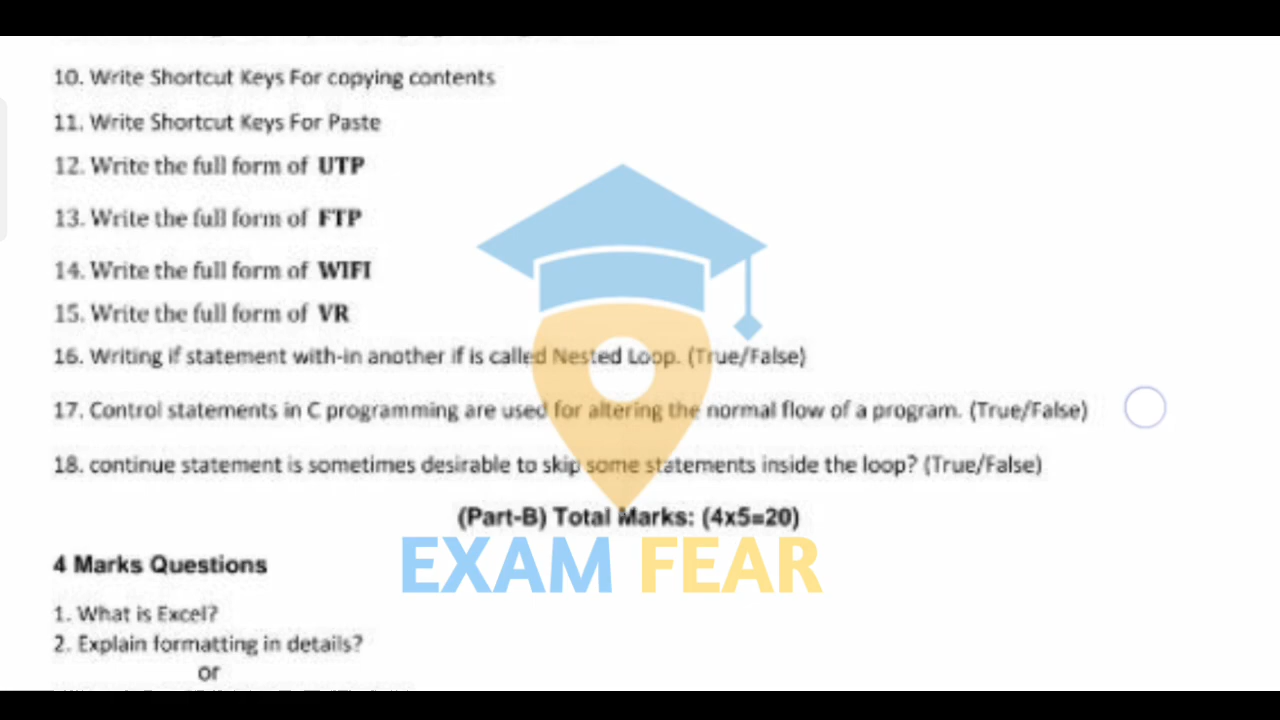 10. Write Shortcut Keys For copying contents
11. Write Shortcut Keys For Paste
12. Write the full form of UTP
13. Write the full form of FTP
14. Write the full form of WIFI
15. Write the full form of VR
16. Writing if statement with-in another if is called Nested Loop. (True/False)
17. Control statements in C programming are used for altering the normal flow of a program. (True/False)
18. continue statement is sometimes desirable to skip some statements inside the loop? (True/False)
(Part-B) Total Marks: (4x5=20)
EXAM FEAR
4 Marks Questions
1. What is Excel?
2. Explain formatting in details?
or